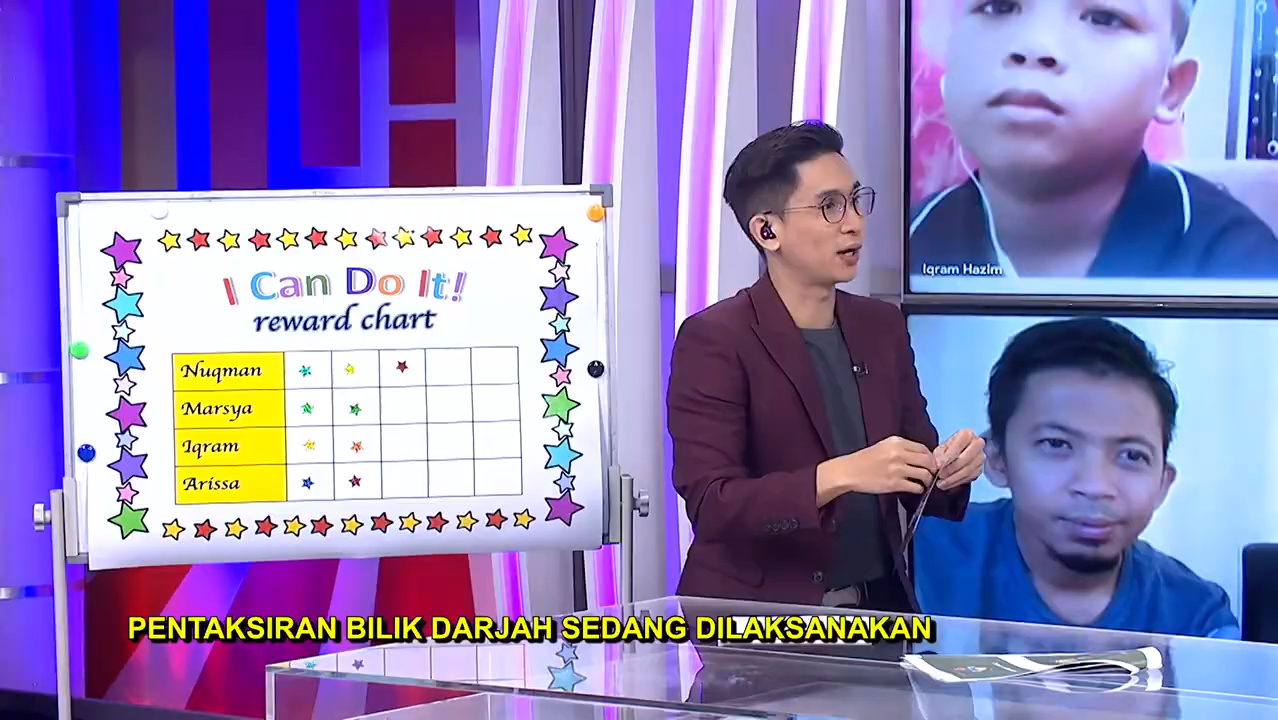 I Can Do It!
reward chart
Nuqman
Marsya
Iqram
Arissa
Iqram Hazim
PENTAKSIRAN BILIK DARJAH SEDANG DILAKSANAKAN